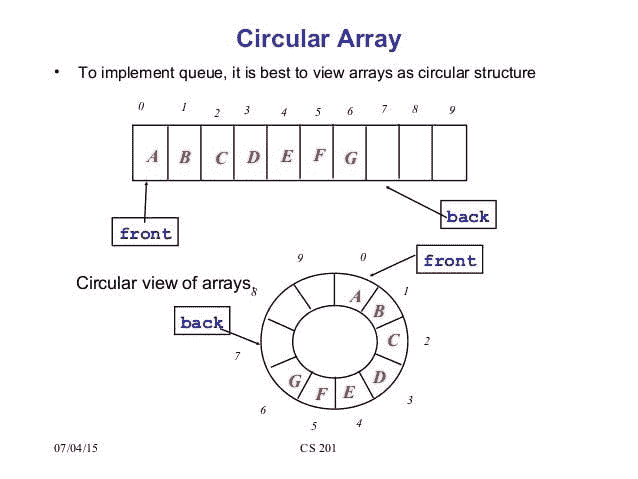 Circular Array
• To implement queue, it is best to view arrays as circular structure
0 1 2 3 4 5 6 7 8 9
A B C D E F G
back
front
9 0
front
Circular view of arrays.
8
1
A
B
back
C
2
7
G F E D
6
3
5 4
07/04/15 CS 201